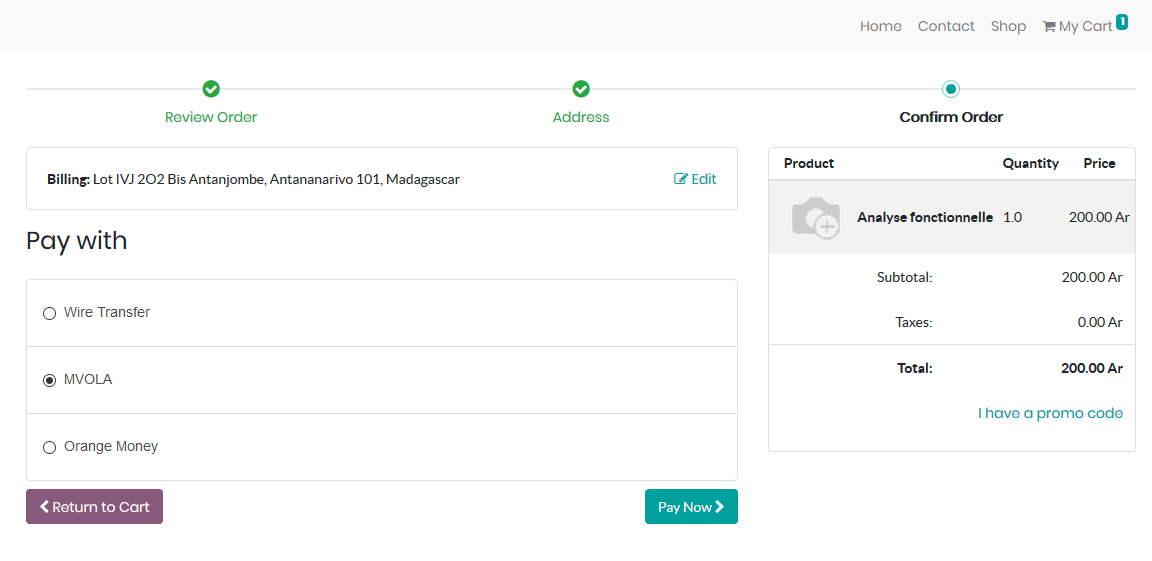 Home Contact Shop My Cart 1
Review Order Address Confirm Order
Billing: Lot IVJ 2O2 Bis Antanjombe, Antananarivo 101, Madagascar Edit
Pay with
Wire Transfer
MVOLA
Orange Money
Return to Cart Pay Now
Product Quantity Price
Analyse fonctionnelle 1.0 200.00 Ar
Subtotal: 200.00 Ar
Taxes: 0.00 Ar
Total: 200.00 Ar
I have a promo code